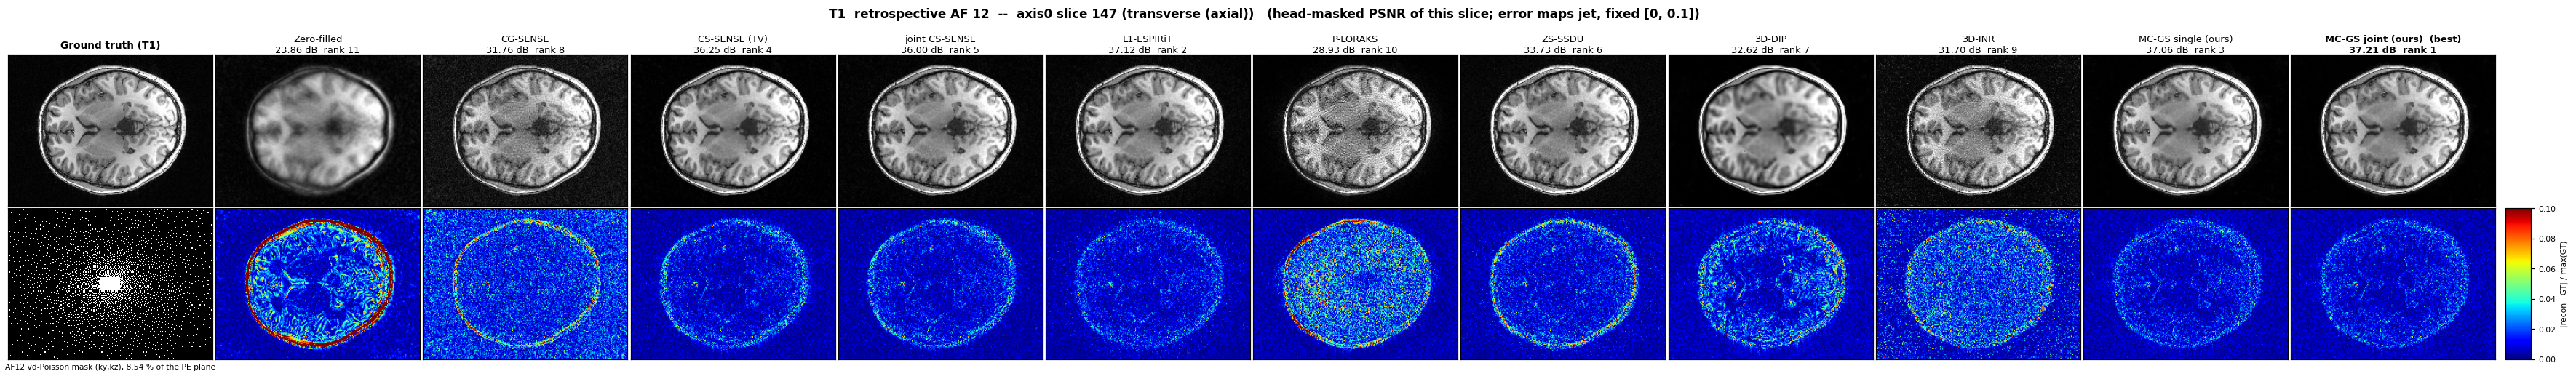 T1 retrospective AF 12 -- axis0 slice 147 (transverse (axial)) (head-masked PSNR of this slice; error maps jet, fixed [0, 0.1])
Ground truth (T1)
Zero-filled
23.86 dB rank 11
CG-SENSE
31.76 dB rank 8
CS-SENSE (TV)
36.25 dB rank 4
joint CS-SENSE
36.00 dB rank 5
L1-ESPIRiT
37.12 dB rank 2
P-LORAKS
28.93 dB rank 10
ZS-SSDU
33.73 dB rank 6
3D-DIP
32.62 dB rank 7
3D-INR
31.70 dB rank 9
MC-GS single (ours)
37.06 dB rank 3
MC-GS joint (ours) (best)
37.21 dB rank 1
0.10
0.08
0.06
0.04
0.02
0.00
|recon - GT| / max(GT)
AF12 vd-Poisson mask (ky,kz), 8.54 % of the PE plane